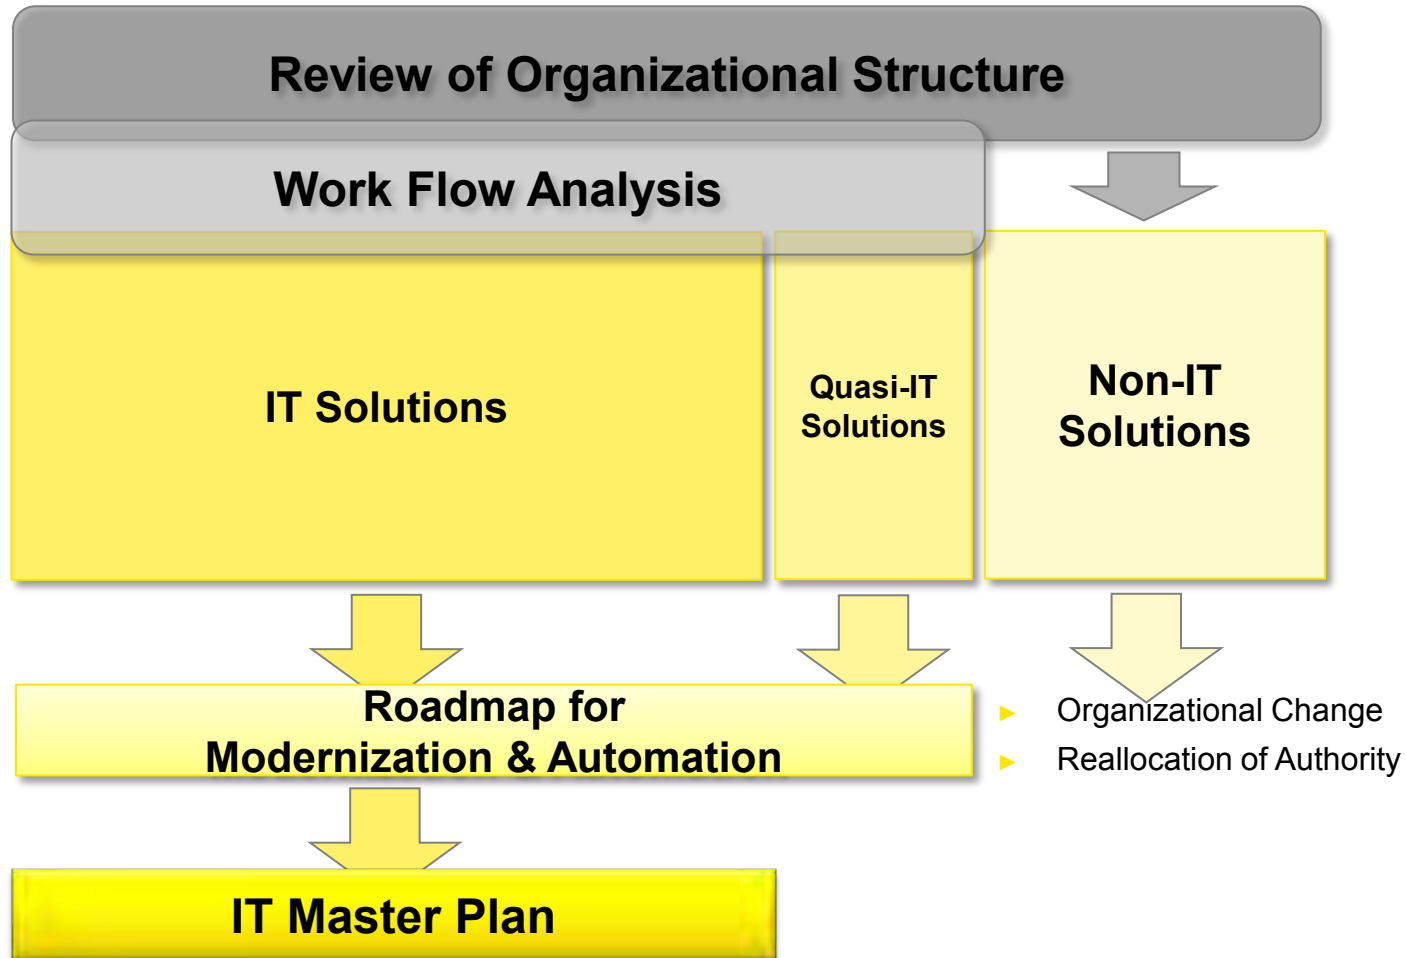 Review of Organizational Structure
Work Flow Analysis
IT Solutions
Quasi-IT
Solutions
Non-IT
Solutions
Roadmap for
Modernization & Automation
► Organizational Change
► Reallocation of Authority
IT Master Plan